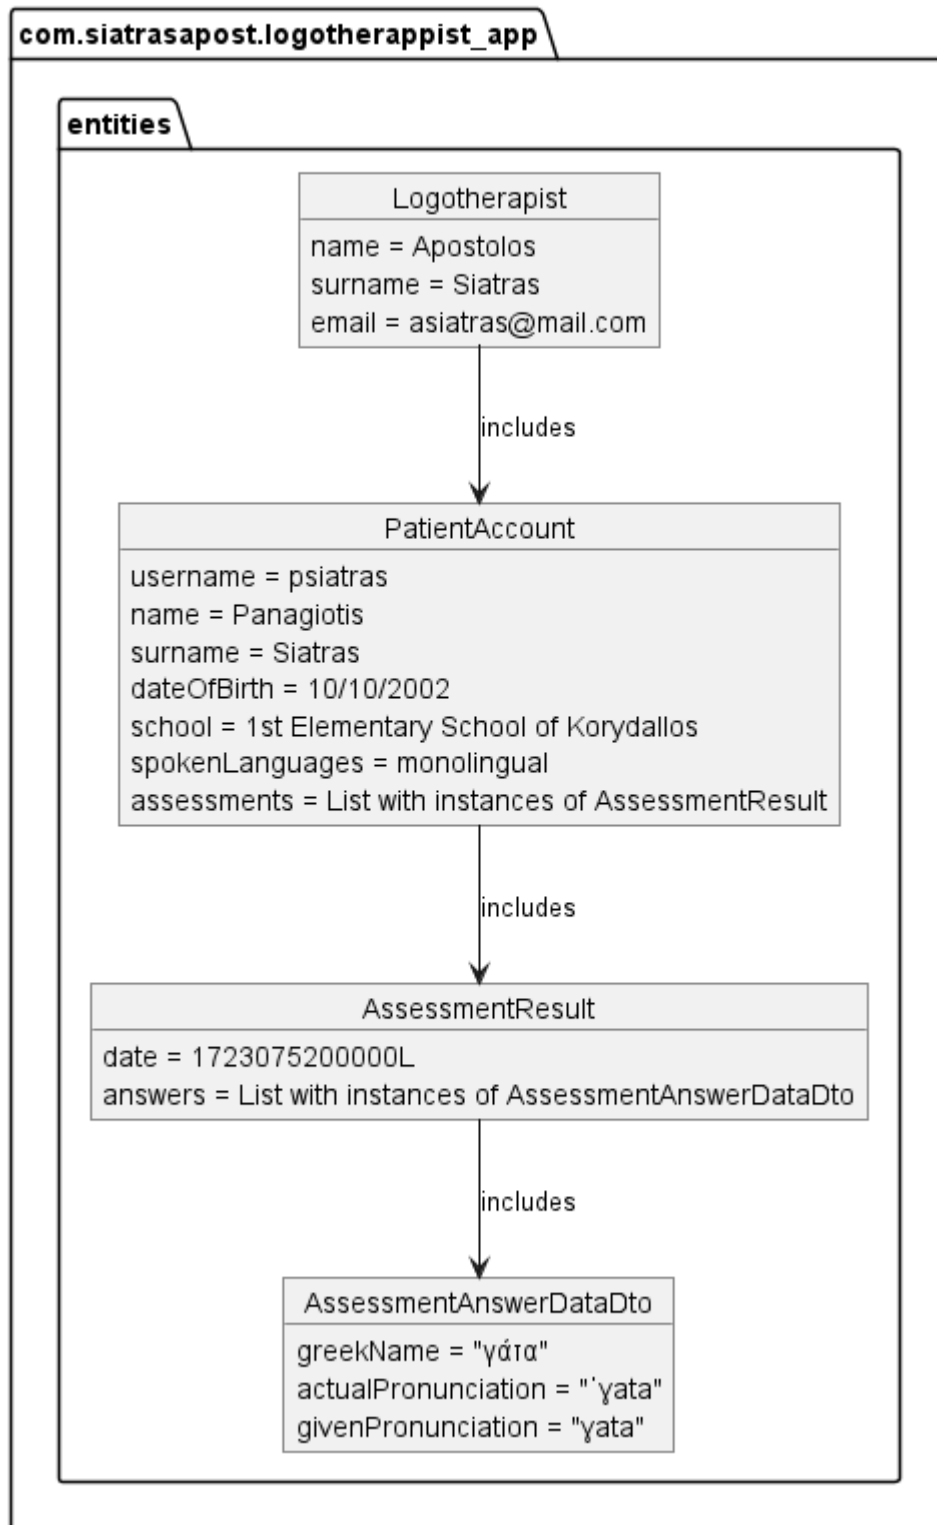 com.siatrasapost.logotherappist_app
entities
Logotherapist
name = Apostolos
surname = Siatras
email = asiatras@mail.com
includes
PatientAccount
username = psiatras
name = Panagiotis
surname = Siatras
dateOfBirth = 10/10/2002
school = 1st Elementary School of Korydallos
spokenLanguages = monolingual
assessments = List with instances of AssessmentResult
includes
AssessmentResult
date = 1723075200000L
answers = List with instances of AssessmentAnswerDataDto
includes
AssessmentAnswerDataDto
greekName = "γάτα"
actualPronunciation = "ˈɣata"
givenPronunciation = "ɣata"